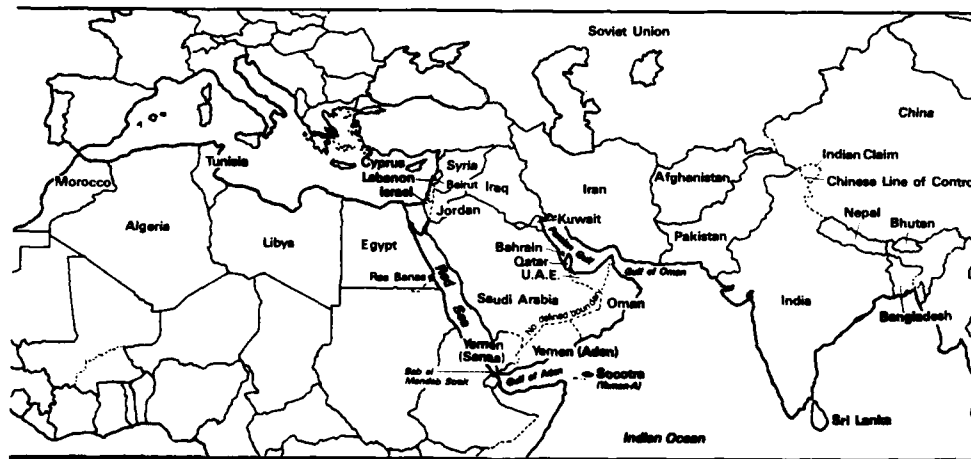 Soviet Union
China
Indian Claim
Chinese Line of Control
Nepal
Bhutan
Tunisia
Cyprus
Lebanon
Israel
Syria
Beirut
Iraq
Iran
Afghanistan
Morocco
Jordan
Kuwait
Pakistan
Algeria
Libya
Egypt
Bahrain
Qatar
U.A.E.
Persian Gulf
Gulf of Oman
Ras Banas
Red Sea
Saudi Arabia
Oman
India
Bangladesh
No defined boundary
Yemen
(Sanaa)
Yemen (Aden)
Bab el
Mandeb Strait
Gulf of Aden
Socotra
(Yemen-A)
Sri Lanka
Indian Ocean